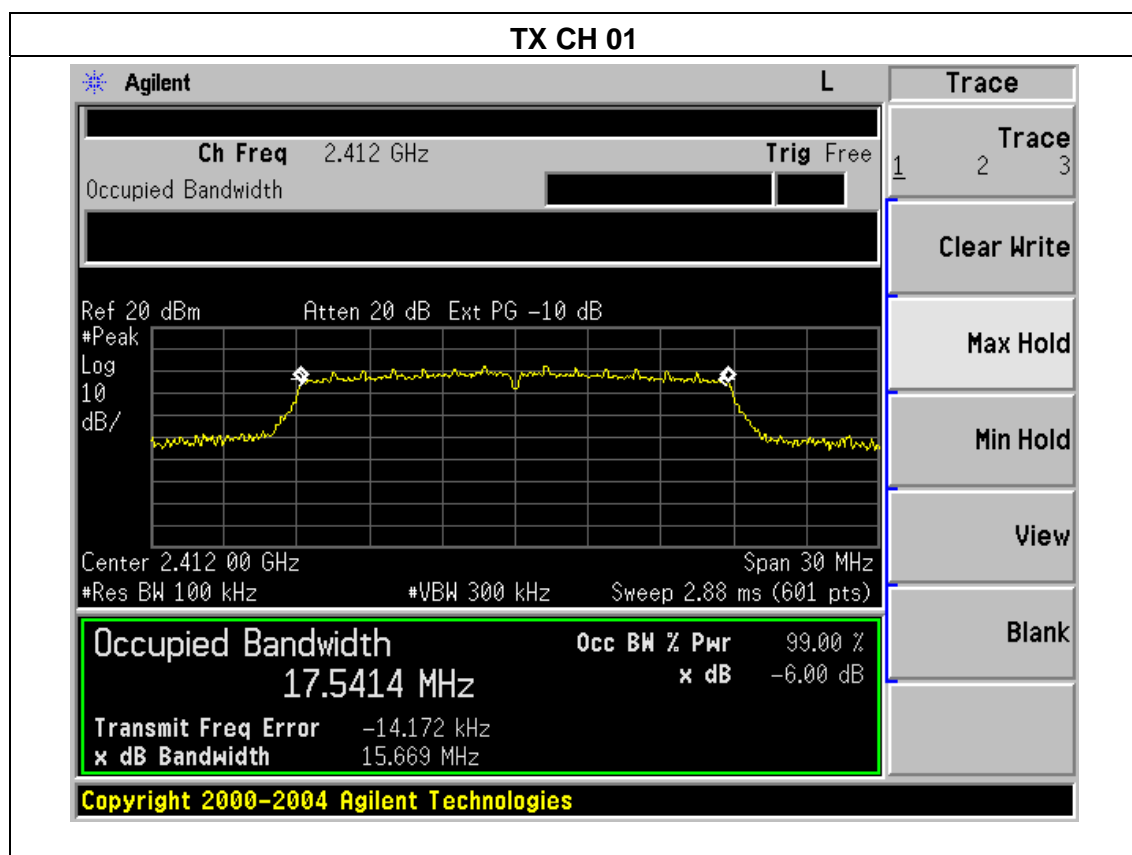 TX CH 01
Agilent L
Trace
Ch Freq 2.412 GHz Trig Free
Occupied Bandwidth
Trace
1 2 3
Clear Write
Max Hold
Min Hold
View
Blank
Ref 20 dBm Atten 20 dB Ext PG -10 dB
#Peak
Log
10
dB/
Center 2.412 00 GHz Span 30 MHz
#Res BW 100 kHz #VBW 300 kHz Sweep 2.88 ms (601 pts)
Occupied Bandwidth Occ BW % Pwr 99.00 %
17.5414 MHz x dB -6.00 dB
Transmit Freq Error -14.172 kHz
x dB Bandwidth 15.669 MHz
Copyright 2000-2004 Agilent Technologies